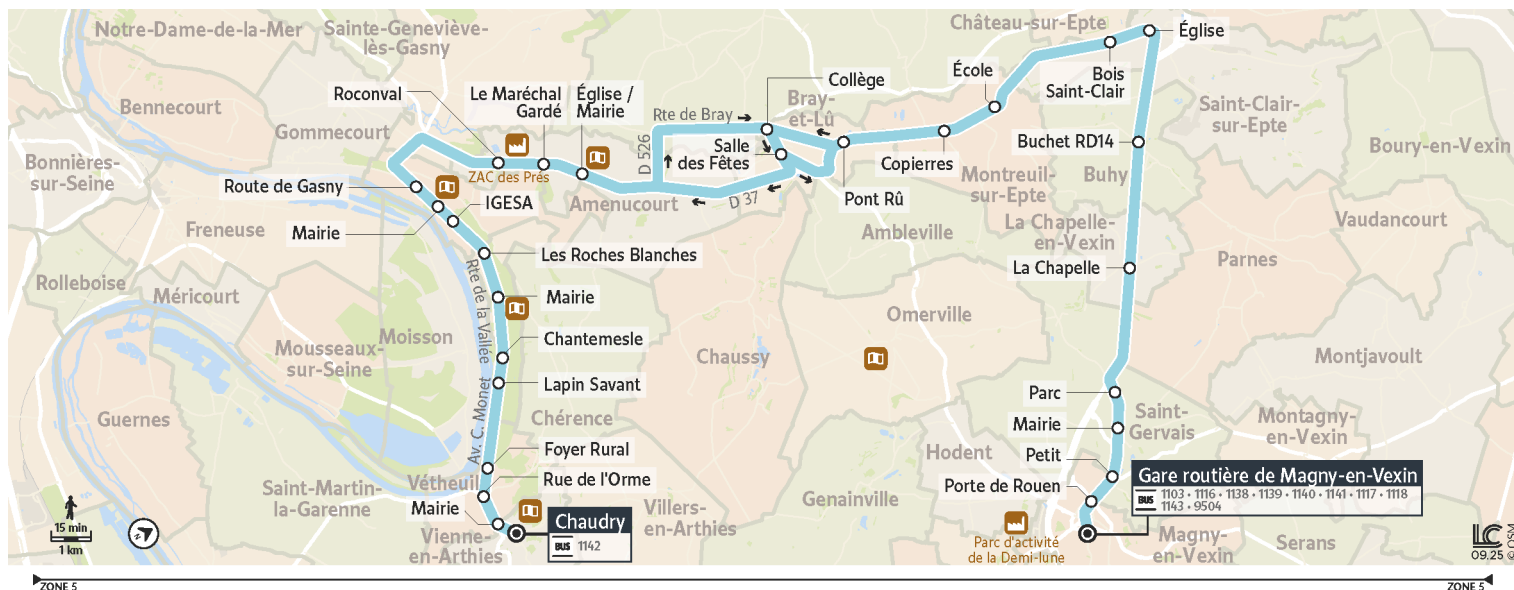 Notre-Dame-de-la-Mer
Sainte-Geneviève-
lès-Gasny
Château-sur-Epte
Église
Bennecourt
Roconval
Le Maréchal
Gardé
Église /
Mairie
Collège
École
Bois
Saint-Clair
Gommecourt
Rte de Bray
Bray-
et-Lû
Saint-Clair-
sur-Epte
Bonnières-
sur-Seine
D 526
Salle
des Fêtes
Copierres
Buchet RD14
Boury-en-Vexin
ZAC des Prés
Route de Gasny
IGESA
Amenucourt
D 37
Pont Rû
Montreuil-
sur-Epte
Buhy
Mairie
Freneuse
Ambleville
La Chapelle-
en-Vexin
Vaudancourt
Les Roches Blanches
La Chapelle
Parnes
Rolleboise
Méricourt
Rte de la Vallée
Mairie
Moisson
Omerville
Mousseaux-
sur-Seine
Chantemesle
Chaussy
Montjavoult
Lapin Savant
Av. C. Monet
Parc
Guernes
Chérence
Mairie
Saint-
Gervais
Montagny-
en-Vexin
Foyer Rural
Hodent
Petit
Vétheuil
Rue de l'Orme
Porte de Rouen
Gare routière de Magny-en-Vexin
BUS
1103 • 1116 • 1138 • 1139 • 1140 • 1141 • 1117 • 1118
1143 • 9504
Saint-Martin-
la-Garenne
Mairie
Villers-
en-Arthies
Genainville
Chaudry
BUS
1142
Vienne-
en-Arthies
Parc d'activité
de la Demi-lune
Magny-
en-Vexin
Serans
15 min
1 km
N
LC
09.25 © OSM
ZONE 5
ZONE 5